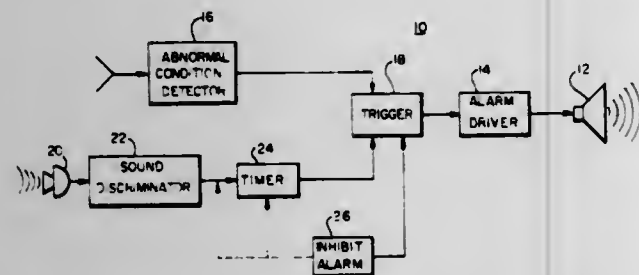 16
10
ABNORMAL
CONDITION
DETECTOR
18
TRIGGER
14
ALARM
DRIVER
12
20
22
SOUND
DISCRIMINATOR
24
TIMER
26
INHIBIT
ALARM